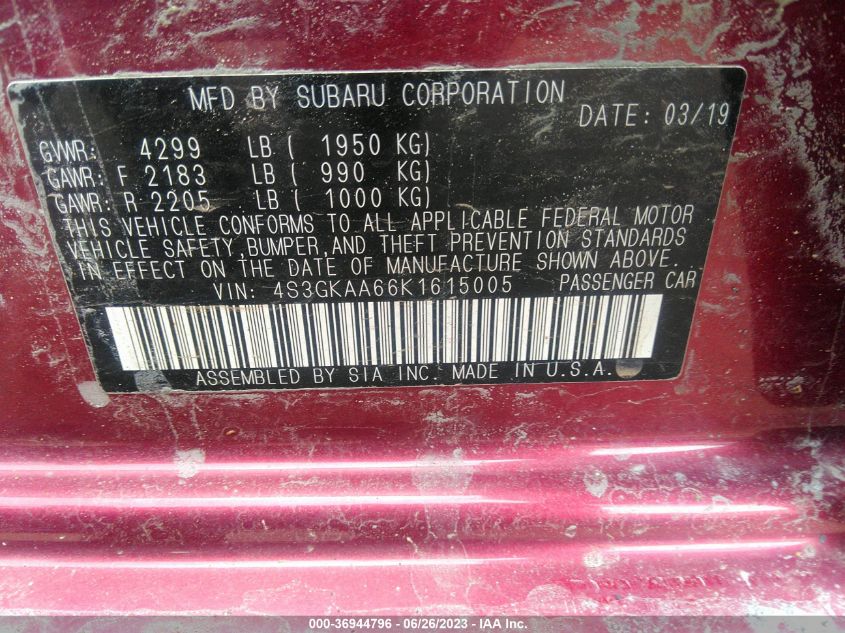 MFD BY SUBARU CORPORATION
DATE: 03/19
GVWR: 4299 LB ( 1950 KG)
GAWR: F 2183 LB ( 990 KG)
GAWR: R 2205 LB ( 1000 KG)
THIS VEHICLE CONFORMS TO ALL APPLICABLE FEDERAL MOTOR
VEHICLE SAFETY, BUMPER, AND THEFT PREVENTION STANDARDS
IN EFFECT ON THE DATE OF MANUFACTURE SHOWN ABOVE.
VIN: 4S3GKAA66K1615005 PASSENGER CAR
ASSEMBLED BY SIA INC. MADE IN U.S.A.
000-36944796 - 06/26/2023 - IAA Inc.